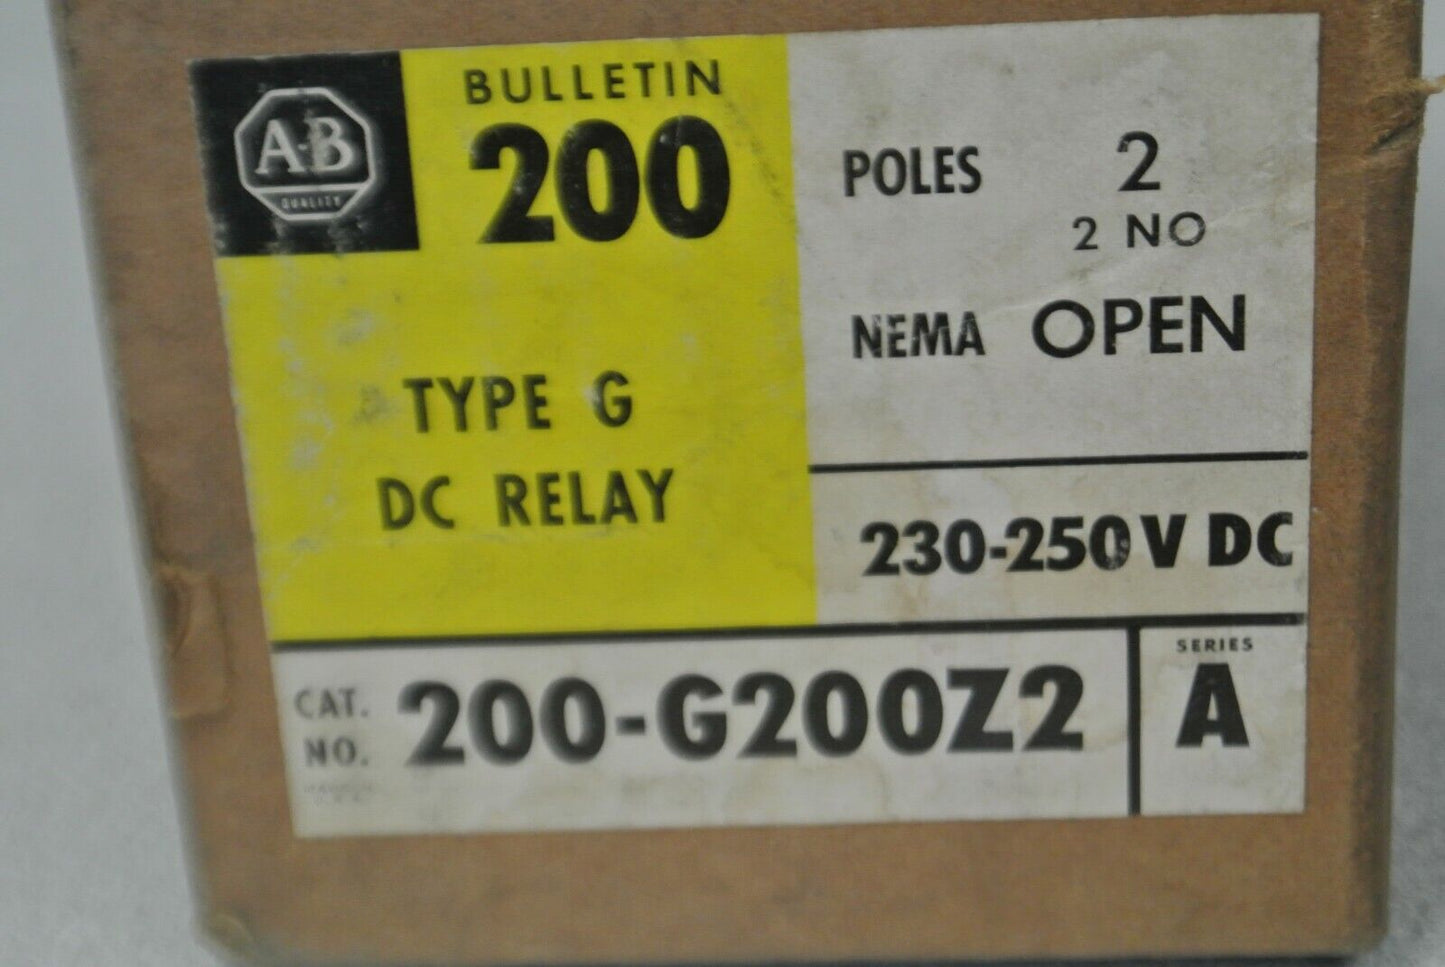 A-B
QUALITY
BULLETIN
200
TYPE G
DC RELAY
POLES 2
2 NO
NEMA OPEN
230-250 V DC
CAT. NO. 200-G200Z2
SERIES
A